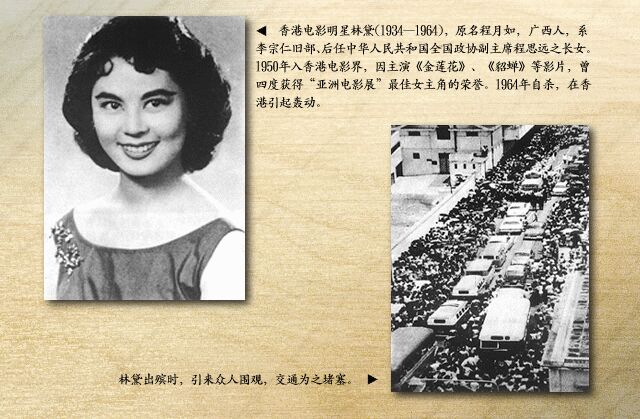 ◀ 香港电影明星林黛(1934—1964)，原名程月如，广西人，系
李宗仁旧部、后任中华人民共和国全国政协副主席程思远之长女。
1950年入香港电影界，因主演《金莲花》、《貂蝉》等影片，曾
四度获得“亚洲电影展”最佳女主角的荣誉。1964年自杀，在香
港引起轰动。
林黛出殡时，引来众人围观，交通为之堵塞。 ▶